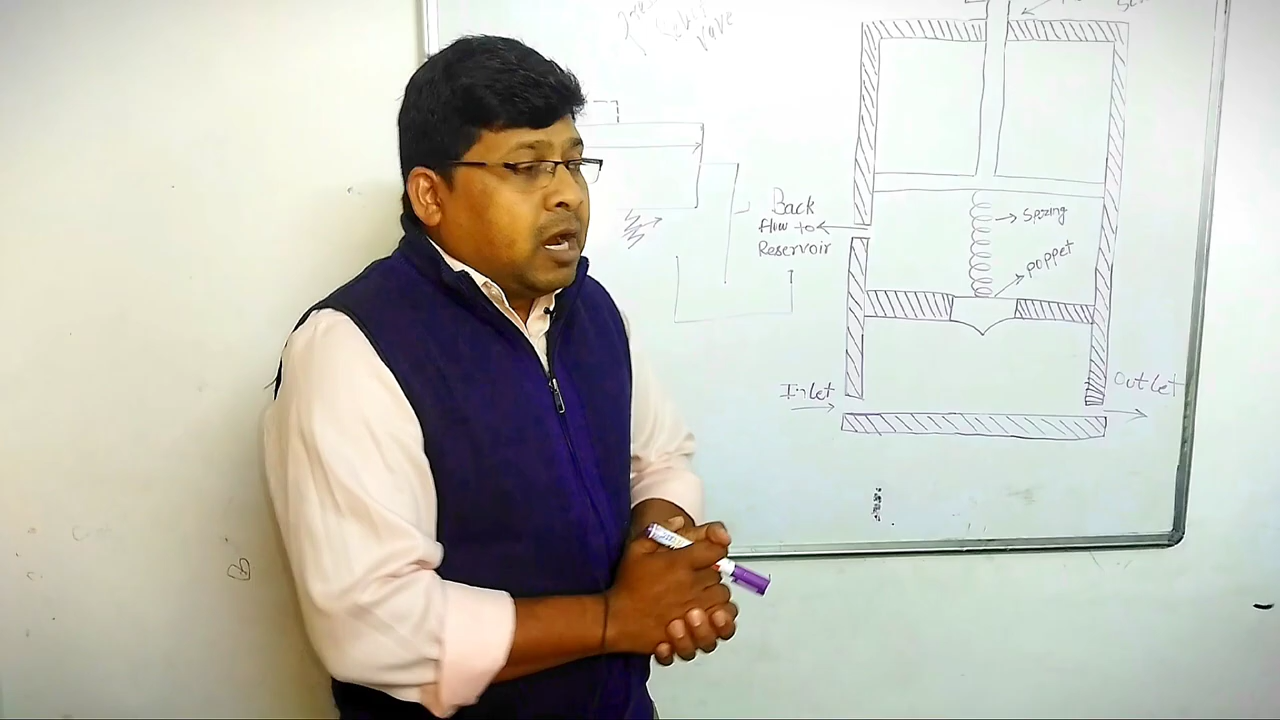 Back
flow to
Reservoir
Spring
poppet
Inlet
Outlet